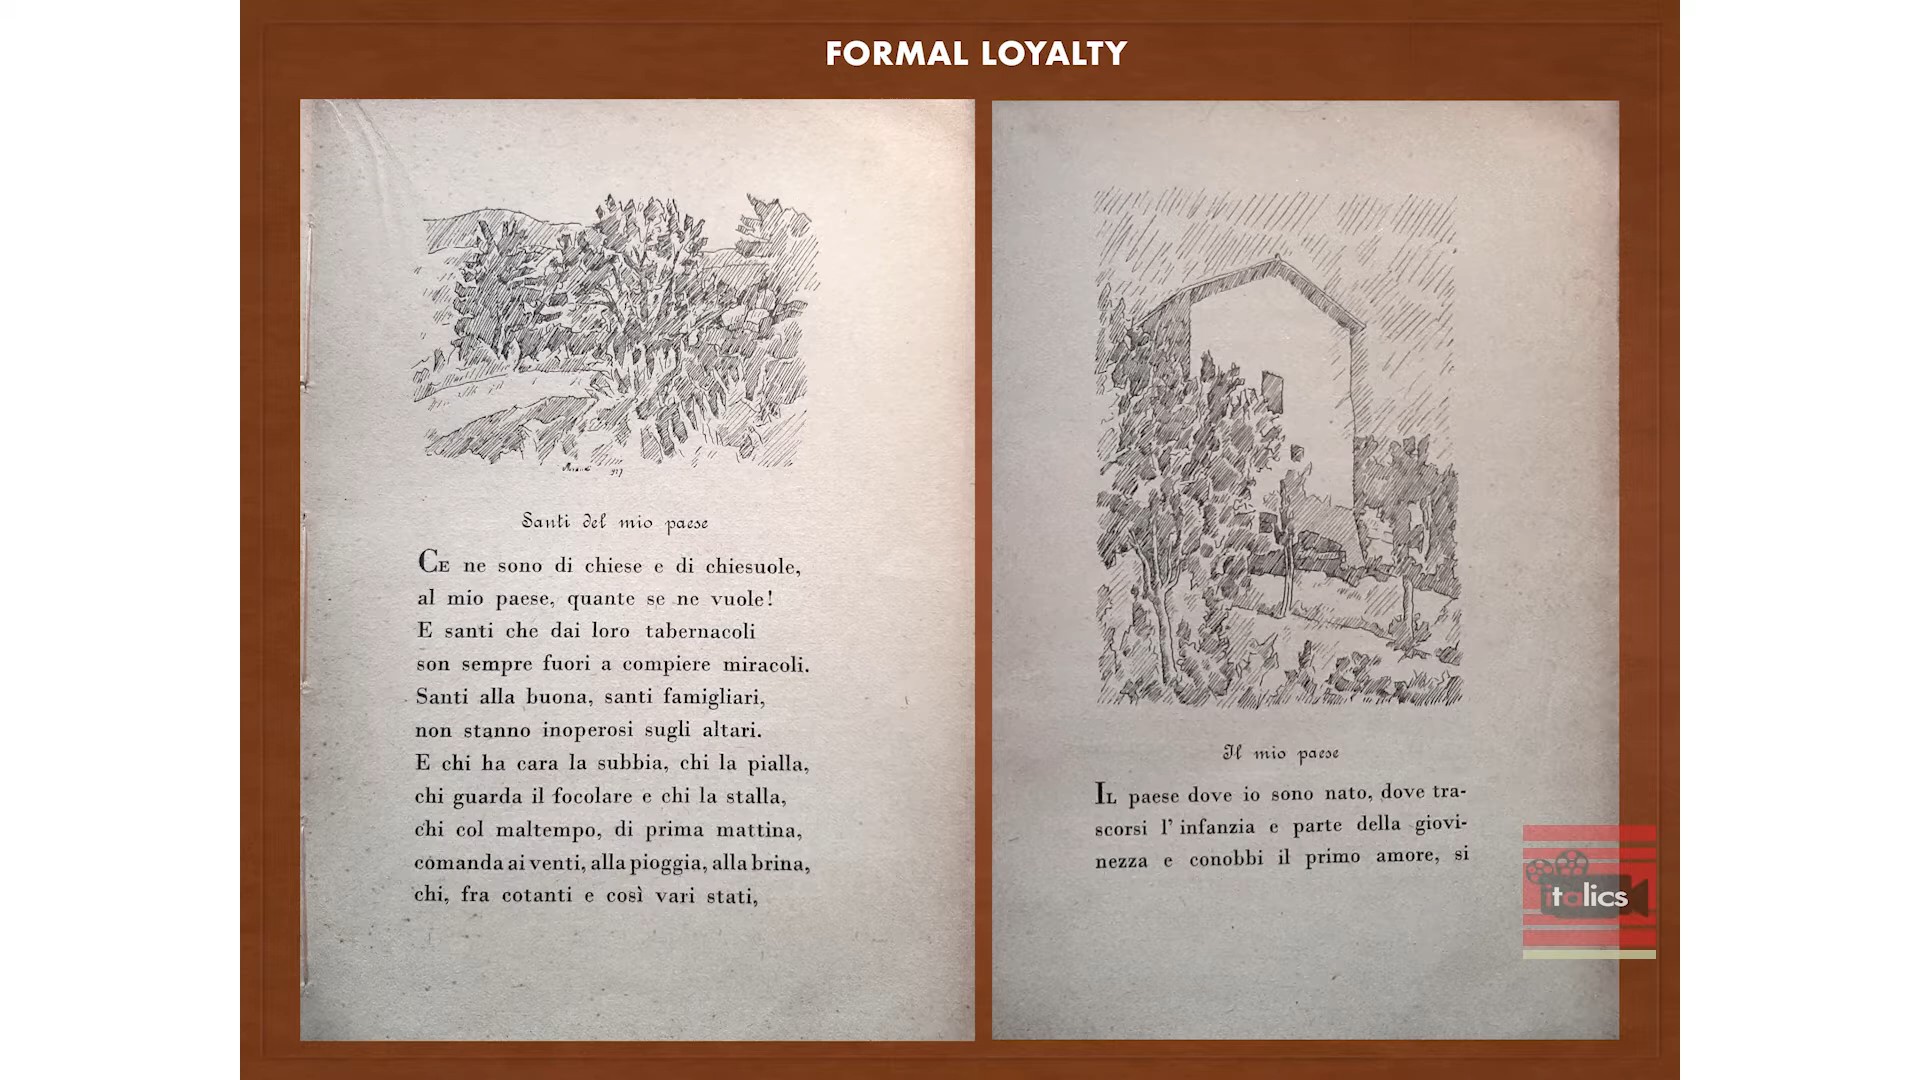 FORMAL LOYALTY
Santi del mio paese
CE ne sono di chiese e di chiesuole,
al mio paese, quante se ne vuole!
E santi che dai loro tabernacoli
son sempre fuori a compiere miracoli.
Santi alla buona, santi famigliari,
non stanno inoperosi sugli altari.
E chi ha cara la subbia, chi la pialla,
chi guarda il focolare e chi la stalla,
chi col maltempo, di prima mattina,
comanda ai venti, alla pioggia, alla brina,
chi, fra cotanti e così vari stati,
Il mio paese
IL paese dove io sono nato, dove tra-
scorsi l'infanzia e parte della giovi-
nezza e conobbi il primo amore, si
italics